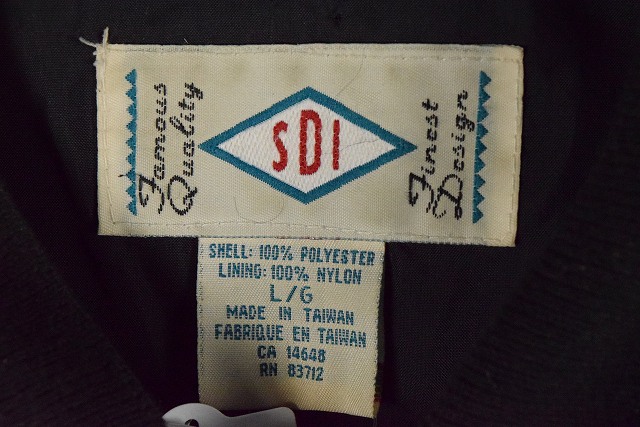 Famous
Quality
SDI
Finest
Design
SHELL: 100% POLYESTER
LINING: 100% NYLON
L/G
MADE IN TAIWAN
FABRIQUE EN TAIWAN
CA 14648
RN 83712